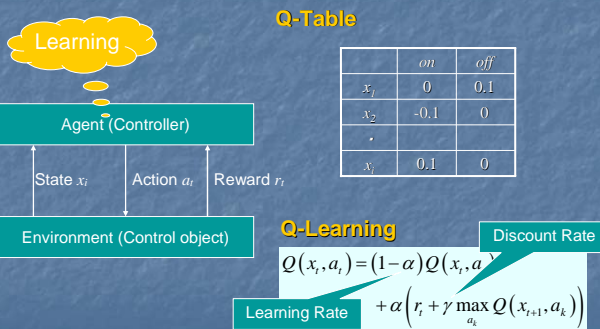 Q-Table
Learning
on off
x₁ 0 0.1
x₂ -0.1 0
·
xᵢ 0.1 0
Agent (Controller)
State xᵢ Action aₜ Reward rₜ
Environment (Control object)
Q-Learning
Discount Rate
Q(xₜ, aₜ) = (1 − α)Q(xₜ, a
+ α(rₜ + γ max Q(xₜ₊₁, aₖ))
aₖ
Learning Rate